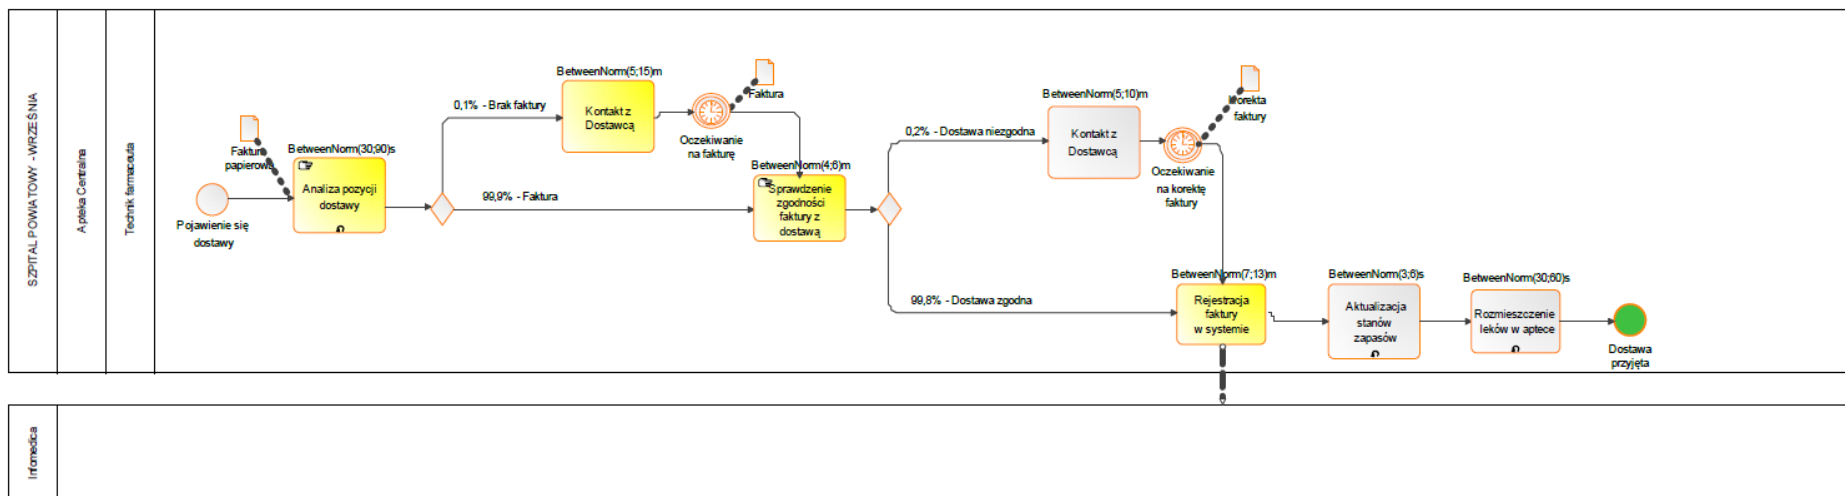 SZPITAL POWIATOWY - WRZEŚNIA
Apteka Centralna
Technik farmaceuta
Pojawienie się
dostawy
Faktura
papierowa
BetweenNorm(30;90)s
Analiza pozycji
dostawy
0,1% - Brak faktury
99,9% - Faktura
BetweenNorm(5;15)m
Kontakt z
Dostawcą
Oczekiwanie
na fakturę
Faktura
BetweenNorm(4;6)m
Sprawdzenie
zgodności
faktury z
dostawą
0,2% - Dostawa niezgodna
99,8% - Dostawa zgodna
BetweenNorm(5;10)m
Kontakt z
Dostawcą
Oczekiwanie
na korektę
faktury
Korekta
faktury
BetweenNorm(7;13)m
Rejestracja
faktury
w systemie
BetweenNorm(3;6)s
Aktualizacja
stanów
zapasów
BetweenNorm(30;60)s
Rozmieszczenie
leków w aptece
Dostawa
przyjęta
Infomedica